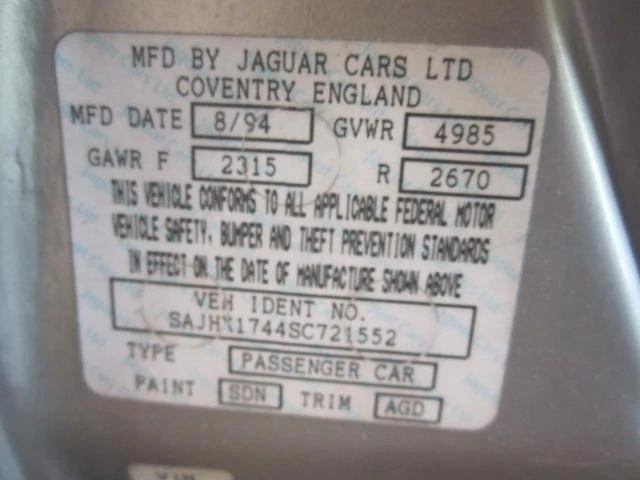 MFD BY JAGUAR CARS LTD
COVENTRY ENGLAND
MFD DATE 8/94 GVWR 4985
GAWR F 2315 R 2670
THIS VEHICLE CONFORMS TO ALL APPLICABLE FEDERAL MOTOR
VEHICLE SAFETY, BUMPER AND THEFT PREVENTION STANDARDS
IN EFFECT ON THE DATE OF MANUFACTURE SHOWN ABOVE
VEH IDENT NO.
SAJHX1744SC721552
TYPE PASSENGER CAR
PAINT SDN TRIM AGD